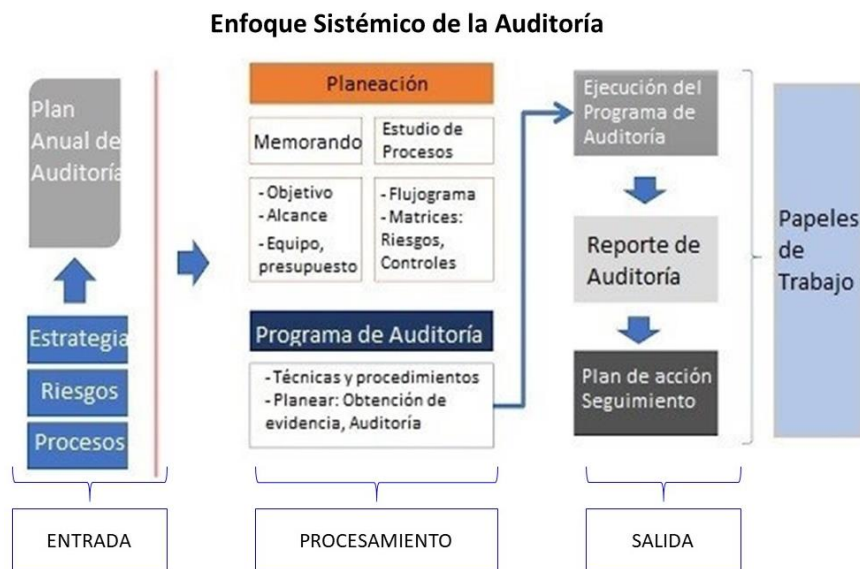 Enfoque Sistémico de la Auditoría
Plan
Anual de
Auditoría
Estrategia
Riesgos
Procesos
ENTRADA
Planeación
Memorando
Estudio de
Procesos
- Objetivo
- Alcance
- Equipo,
presupuesto
- Flujograma
- Matrices:
Riesgos,
Controles
Programa de Auditoría
- Técnicas y procedimientos
- Planear: Obtención de
evidencia, Auditoría
PROCESAMIENTO
Ejecución del
Programa de
Auditoría
Reporte de
Auditoría
Plan de acción
Seguimiento
SALIDA
Papeles
de
Trabajo